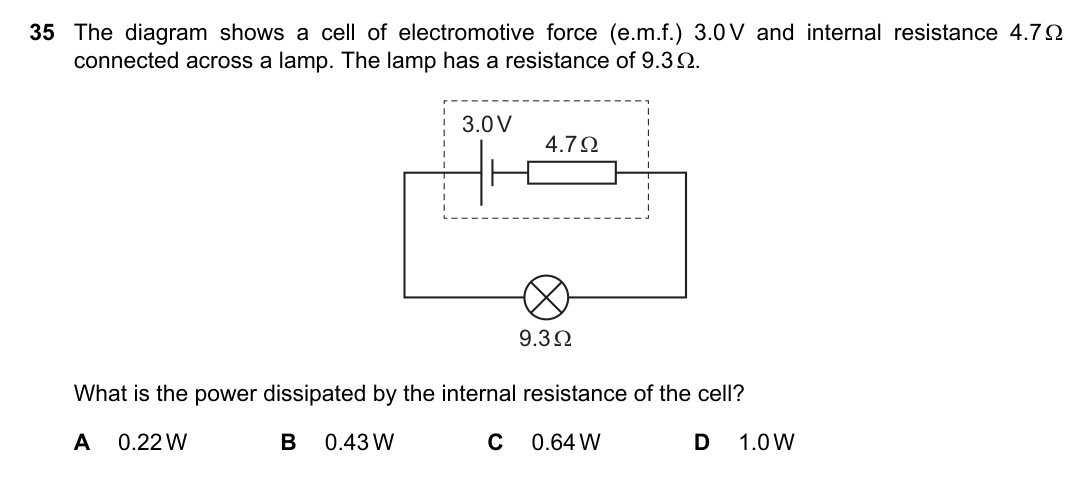 35 The diagram shows a cell of electromotive force (e.m.f.) 3.0 V and internal resistance 4.7 Ω
connected across a lamp. The lamp has a resistance of 9.3 Ω.
3.0 V
4.7 Ω
9.3 Ω
What is the power dissipated by the internal resistance of the cell?
A 0.22 W B 0.43 W C 0.64 W D 1.0 W